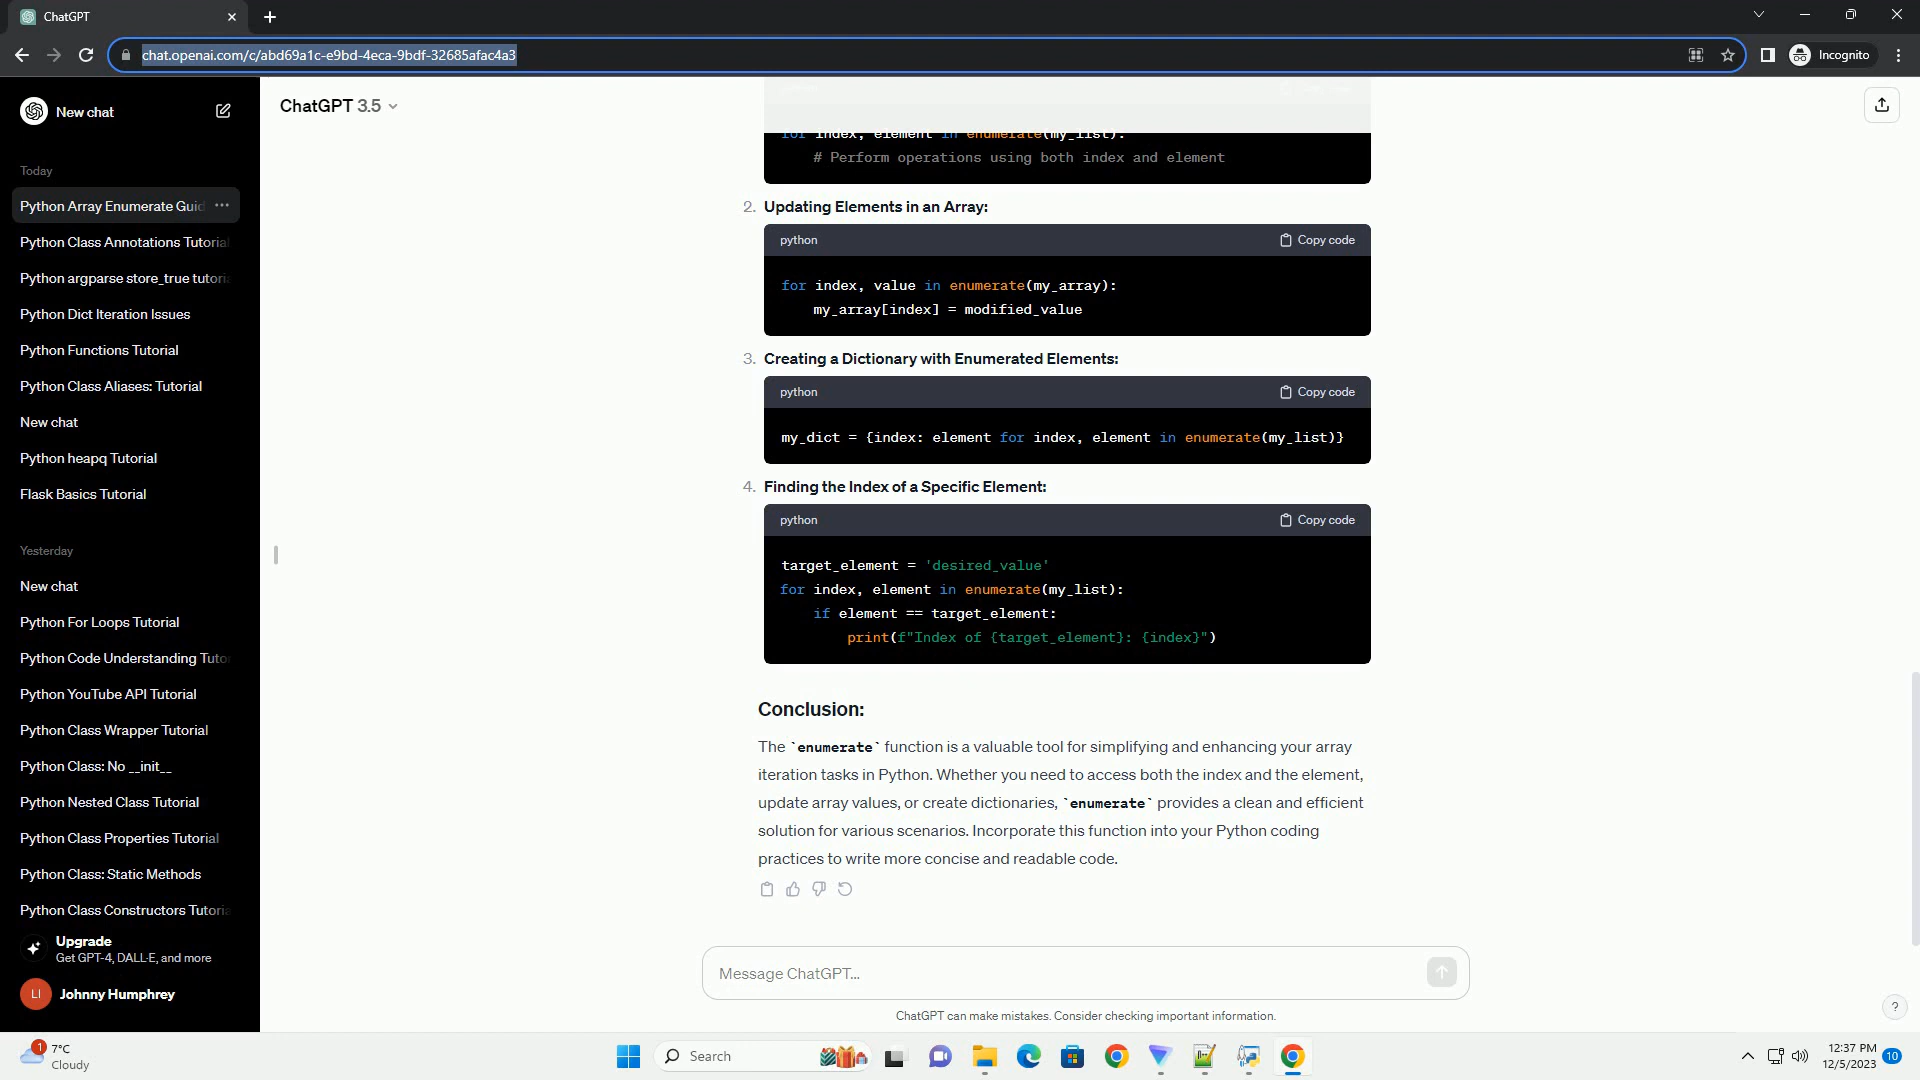 ChatGPT
chat.openai.com/c/abd69a1c-e9bd-4eca-9bdf-32685afac4a3
Incognito
New chat
Today
Python Array Enumerate Guid
Python Class Annotations Tutorial
Python argparse store_true tutori
Python Dict Iteration Issues
Python Functions Tutorial
Python Class Aliases: Tutorial
New chat
Python heapq Tutorial
Flask Basics Tutorial
Yesterday
New chat
Python For Loops Tutorial
Python Code Understanding Tuto
Python YouTube API Tutorial
Python Class Wrapper Tutorial
Python Class: No __init__
Python Nested Class Tutorial
Python Class Properties Tutorial
Python Class: Static Methods
Python Class Constructors Tutoria
Upgrade
Get GPT-4, DALL·E, and more
LI
Johnny Humphrey
ChatGPT 3.5
for index, element in enumerate(my_list):
# Perform operations using both index and element
2. Updating Elements in an Array:
python Copy code
for index, value in enumerate(my_array):
my_array[index] = modified_value
3. Creating a Dictionary with Enumerated Elements:
python Copy code
my_dict = {index: element for index, element in enumerate(my_list)}
4. Finding the Index of a Specific Element:
python Copy code
target_element = 'desired_value'
for index, element in enumerate(my_list):
if element == target_element:
print(f"Index of {target_element}: {index}")
Conclusion:
The `enumerate` function is a valuable tool for simplifying and enhancing your array
iteration tasks in Python. Whether you need to access both the index and the element,
update array values, or create dictionaries, `enumerate` provides a clean and efficient
solution for various scenarios. Incorporate this function into your Python coding
practices to write more concise and readable code.
Message ChatGPT...
ChatGPT can make mistakes. Consider checking important information.
?
1
7°C
Cloudy
Search
12:37 PM
12/5/2023
10